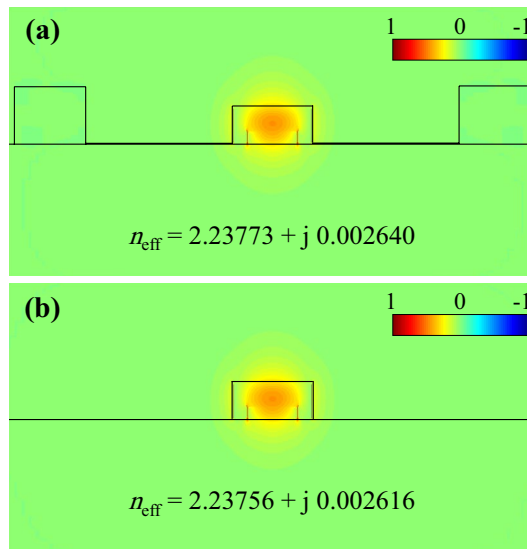 (a)
1 0 -1
n_eff = 2.23773 + j 0.002640
(b)
1 0 -1
n_eff = 2.23756 + j 0.002616